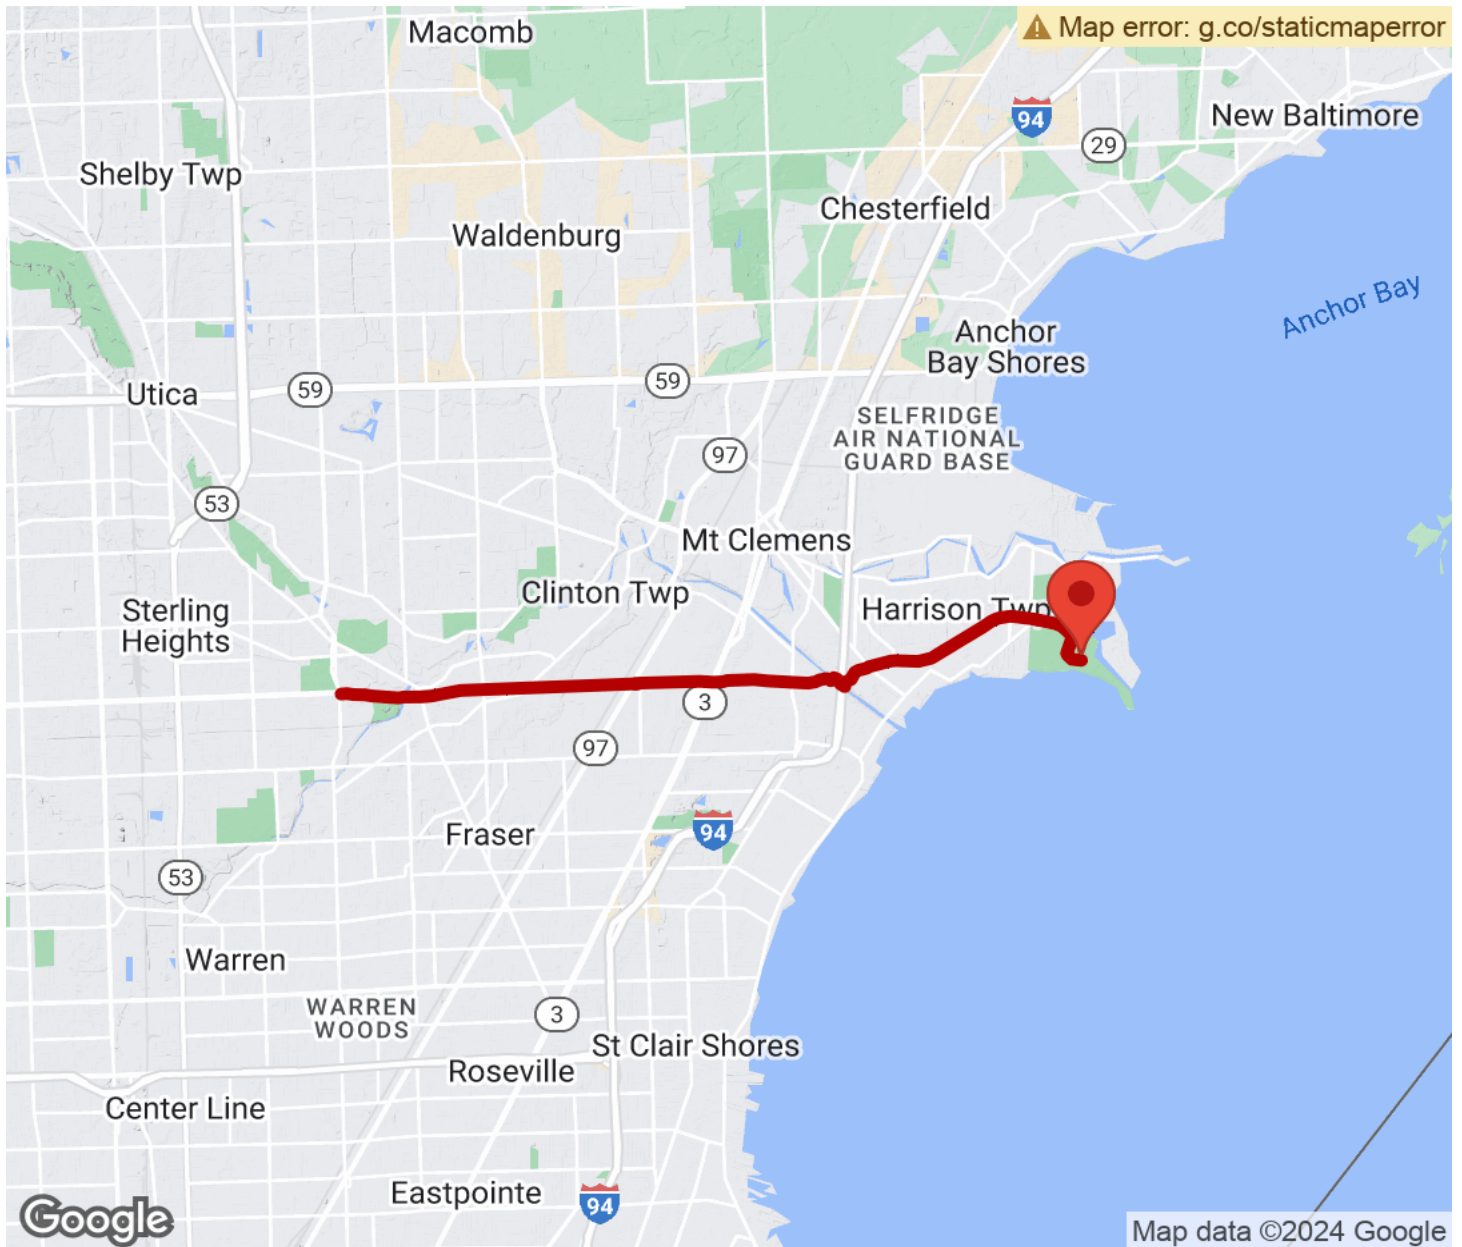 Macomb
Map error: g.co/staticmaperror
94
New Baltimore
29
Shelby Twp
Chesterfield
Waldenburg
Anchor Bay
Anchor
Bay Shores
59
59
Utica
SELFRIDGE
AIR NATIONAL
GUARD BASE
97
53
Mt Clemens
Clinton Twp
Harrison Twp
Sterling
Heights
3
97
94
Fraser
53
Warren
WARREN
WOODS
3
St Clair Shores
Roseville
Center Line
Eastpointe
94
Google
Map data ©2024 Google